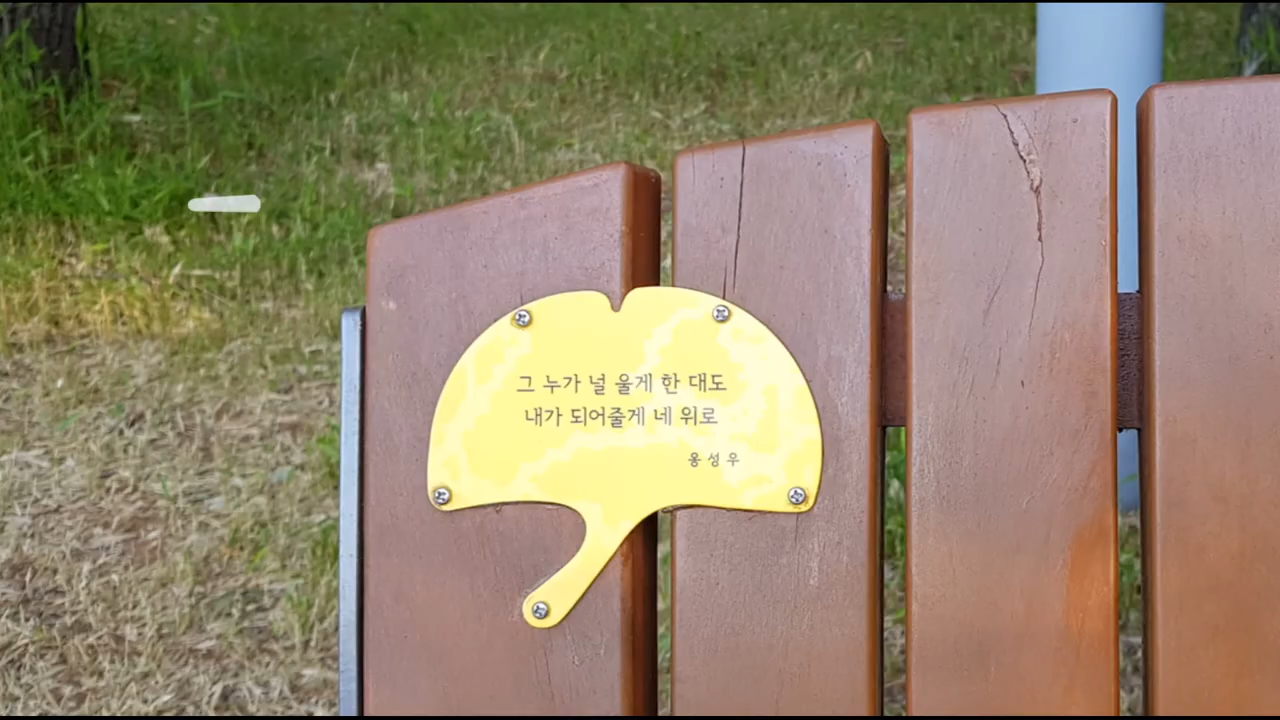 그 누가 널 울게 한 대도
내가 되어줄게 네 위로
옹성우